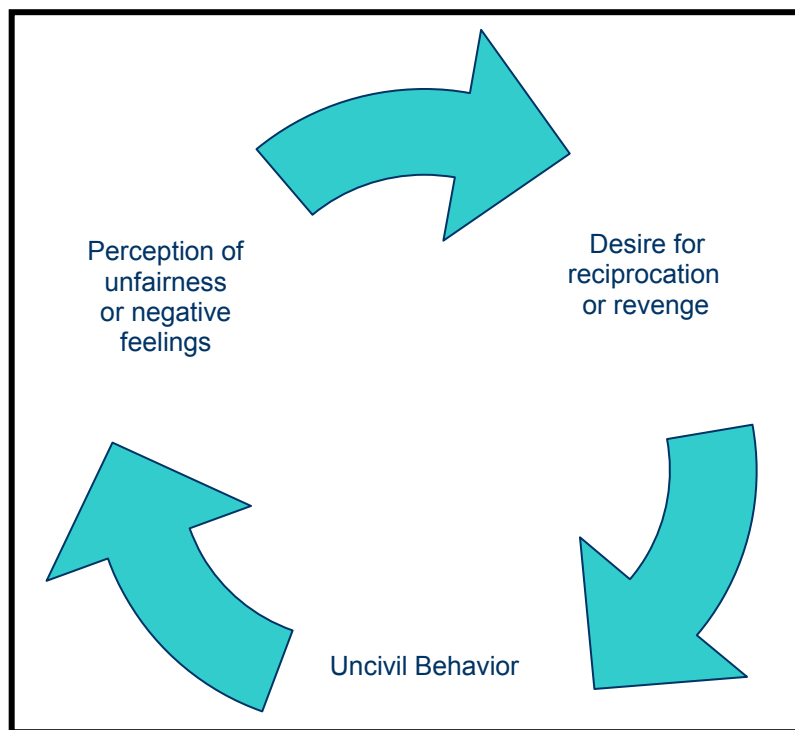 Perception of
unfairness
or negative
feelings
Desire for
reciprocation
or revenge
Uncivil Behavior